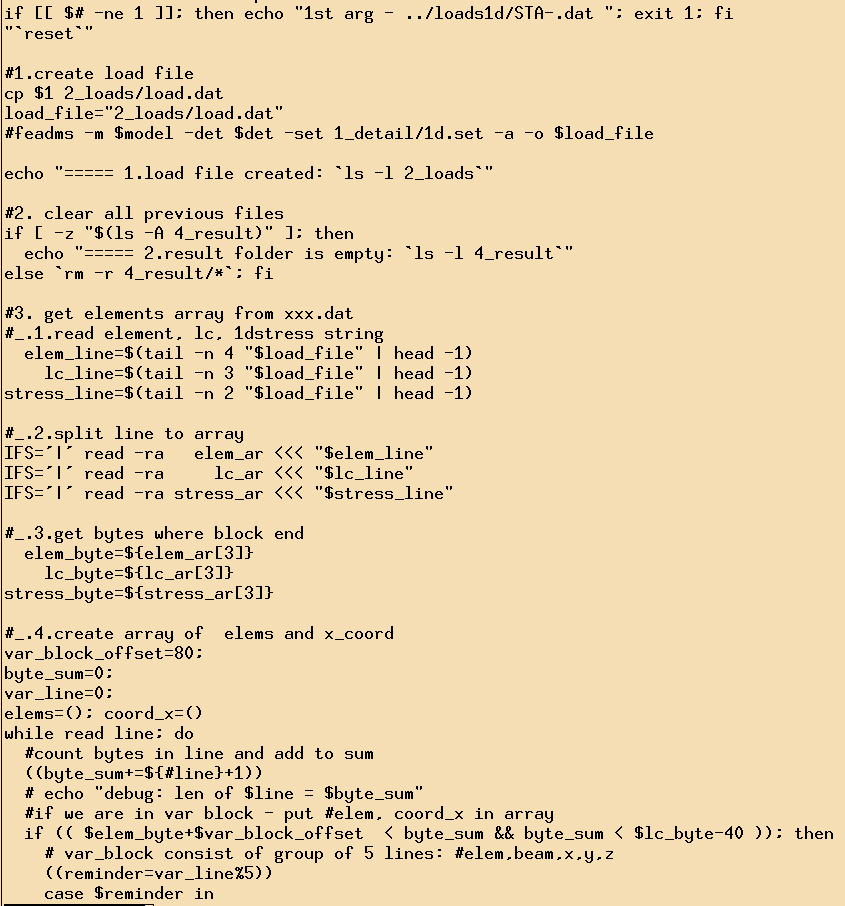 if [[ $# -ne 1 ]]; then echo "1st arg - ../loads1d/STA-.dat "; exit 1; fi
"`reset`"

#1.create load file
cp $1 2_loads/load.dat
load_file="2_loads/load.dat"
#feadms -m $model -det $det -set 1_detail/1d.set -a -o $load_file

echo "===== 1.load file created: `ls -l 2_loads`"

#2. clear all previous files
if [ -z "$(ls -A 4_result)" ]; then
  echo "===== 2.result folder is empty: `ls -l 4_result`"
else `rm -r 4_result/*`; fi

#3. get elements array from xxx.dat
#_.1.read element, lc, 1dstress string
  elem_line=$(tail -n 4 "$load_file" | head -1)
    lc_line=$(tail -n 3 "$load_file" | head -1)
stress_line=$(tail -n 2 "$load_file" | head -1)

#_.2.split line to array
IFS='|' read -ra   elem_ar <<< "$elem_line"
IFS='|' read -ra     lc_ar <<< "$lc_line"
IFS='|' read -ra stress_ar <<< "$stress_line"

#_.3.get bytes where block end
  elem_byte=${elem_ar[3]}
    lc_byte=${lc_ar[3]}
stress_byte=${stress_ar[3]}

#_.4.create array of  elems and x_coord
var_block_offset=80;
byte_sum=0;
var_line=0;
elems=(); coord_x=()
while read line; do
  #count bytes in line and add to sum
  ((byte_sum+=${#line}+1))
  # echo "debug: len of $line = $byte_sum"
  #if we are in var block - put #elem, coord_x in array
  if (( $elem_byte+$var_block_offset  < byte_sum && byte_sum < $lc_byte-40 )); then
    # var_block consist of group of 5 lines: #elem,beam,x,y,z
    ((reminder=var_line%5))
    case $reminder in